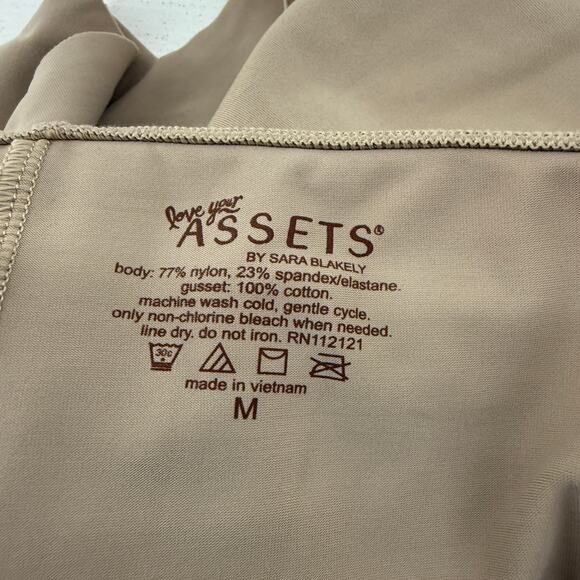 love your
ASSETS®
BY SARA BLAKELY
body: 77% nylon, 23% spandex/elastane.
gusset: 100% cotton.
machine wash cold, gentle cycle.
only non-chlorine bleach when needed.
line dry. do not iron. RN112121
30c
made in vietnam
M